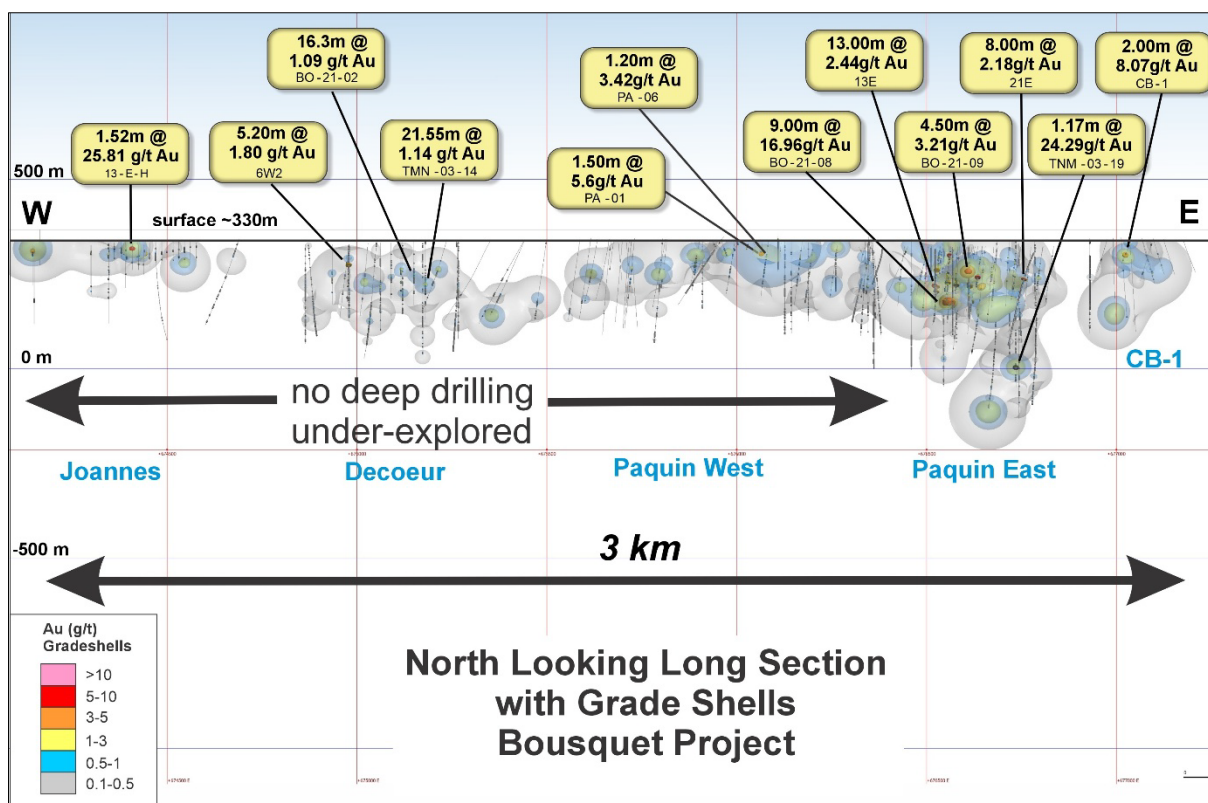 16.3m @
1.09 g/t Au
BO-21-02
1.20m @
3.42g/t Au
PA -06
13.00m @
2.44g/t Au
13E
8.00m @
2.18g/t Au
21E
2.00m @
8.07g/t Au
CB-1
1.52m @
25.81 g/t Au
13-E-H
5.20m @
1.80 g/t Au
6W2
21.55m @
1.14 g/t Au
TMN -03-14
1.50m @
5.6g/t Au
PA -01
9.00m @
16.96g/t Au
BO-21-08
4.50m @
3.21g/t Au
BO-21-09
1.17m @
24.29g/t Au
TNM -03-19
500 m
W
surface ~330m
E
0 m
CB-1
no deep drilling
under-explored
Joannes
Decoeur
Paquin West
Paquin East
-500 m
3 km
Au (g/t)
Gradeshells
>10
5-10
3-5
1-3
0.5-1
0.1-0.5
North Looking Long Section
with Grade Shells
Bousquet Project